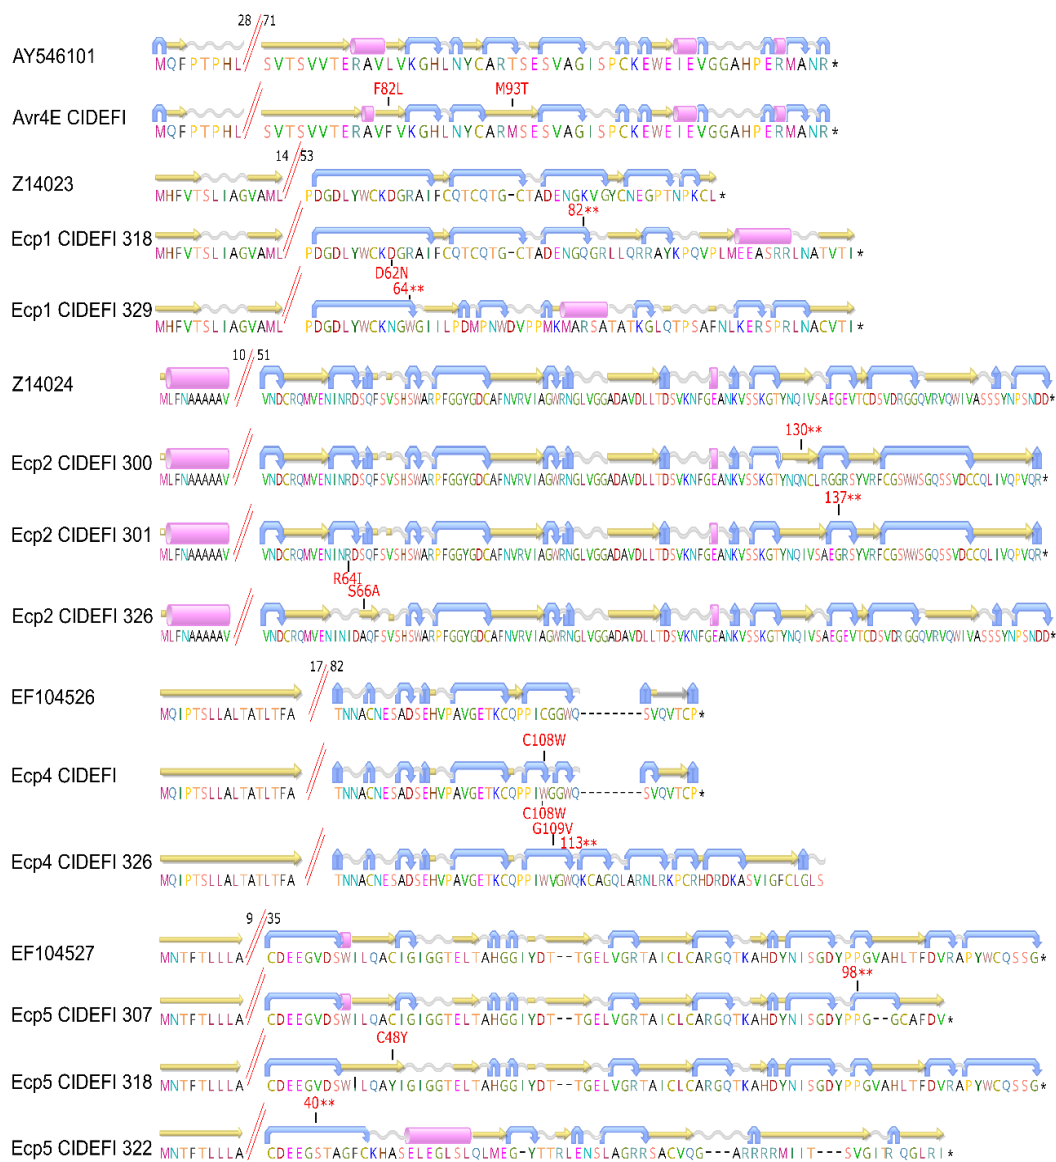 28 71
AY546101
MQFPTPHL SVTSVVTERAVLVKGHLNYCARTSESVAGISPCKEWEIEVGGAHPERMANR*
F82L M93T
Avr4E CIDEFI
MQFPTPHL SVTSVVTERAVFVKGHLNYCARMSESVAGISPCKEWEIEVGGAHPERMANR*
14 53
Z14023
MHFVTSLIAGVAML PDGDLYWCKDGRAIFCQTCQTG-CTADENGKVGYCNEGPTNPKCL*
82**
Ecp1 CIDEFI 318
MHFVTSLIAGVAML PDGDLYWCKDGRAIFCQTCQTG-CTADENGQGRLLQRRAYKPQVPLMEEASRRLNATVTI*
D62N
64**
Ecp1 CIDEFI 329
MHFVTSLIAGVAML PDGDLYWCKNGWGIILPDMPNWDVPPMKMARSATATKGLQTPSAFNLKERSPRLNACVTI*
10 51
Z14024
MLFNAAAAAV VNDCRQMVENINRDSQFSVSHSWARPFGGYGDCAFNVRVIAGWRNGLVGGADAVDLLTDSVKNFGEANKVSSKGTYNQIVSAEGEVTCDSVDRGGQVRVQWIVASSSYNPSNDD*
130**
Ecp2 CIDEFI 300
MLFNAAAAAV VNDCRQMVENINRDSQFSVSHSWARPFGGYGDCAFNVRVIAGWRNGLVGGADAVDLLTDSVKNFGEANKVSSKGTYNQNCLRGGRSYVRFCGSWWSGQSSVDCCQLIVQPVQR*
137**
Ecp2 CIDEFI 301
MLFNAAAAAV VNDCRQMVENINRDSQFSVSHSWARPFGGYGDCAFNVRVIAGWRNGLVGGADAVDLLTDSVKNFGEANKVSSKGTYNQIVSAEGRSYVRFCGSWWSGQSSVDCCQLIVQPVQR*
R64I
S66A
Ecp2 CIDEFI 326
MLFNAAAAAV VNDCRQMVENINIDAQFSVSHSWARPFGGYGDCAFNVRVIAGWRNGLVGGADAVDLLTDSVKNFGEANKVSSKGTYNQIVSAEGEVTCDSVDRGGQVRVQWIVASSSYNPSNDD*
17 82
EF104526
MQIPTSLLALTATLTFA TNNACNESADSEHVPAVGETKCQPPICGGWQ-------SVQVTCP*
C108W
Ecp4 CIDEFI
MQIPTSLLALTATLTFA TNNACNESADSEHVPAVGETKCQPPIWGGWQ-------SVQVTCP*
C108W
G109V
113**
Ecp4 CIDEFI 326
MQIPTSLLALTATLTFA TNNACNESADSEHVPAVGETKCQPPIWVGWQKCAGQLARNLRKPCRHDRDKASVIGFCLGLS
9 35
EF104527
MNTFTLLLA CDEEGVDSWILQACIGIGGTELTAHGGIYDT--TGELVGRTAICLCARGQTKAHDYNISGDYPPGVAHLTFDVRAPYWCQSSG*
98**
Ecp5 CIDEFI 307
MNTFTLLLA CDEEGVDSWILQACIGIGGTELTAHGGIYDT--TGELVGRTAICLCARGQTKAHDYNISGDYPPG--GCAFDV*
C48Y
Ecp5 CIDEFI 318
MNTFTLLLA CDEEGVDSWILQAYIGIGGTELTAHGGIYDT--TGELVGRTAICLCARGQTKAHDYNISGDYPPGVAHLTFDVRAPYWCQSSG*
40**
Ecp5 CIDEFI 322
MNTFTLLLA CDEEGSTAGFCKHASELEGLSLQLMEG-YTTRLENSLAGRRSACVQG---ARRRRMIIT--SVGITRQGLRI*